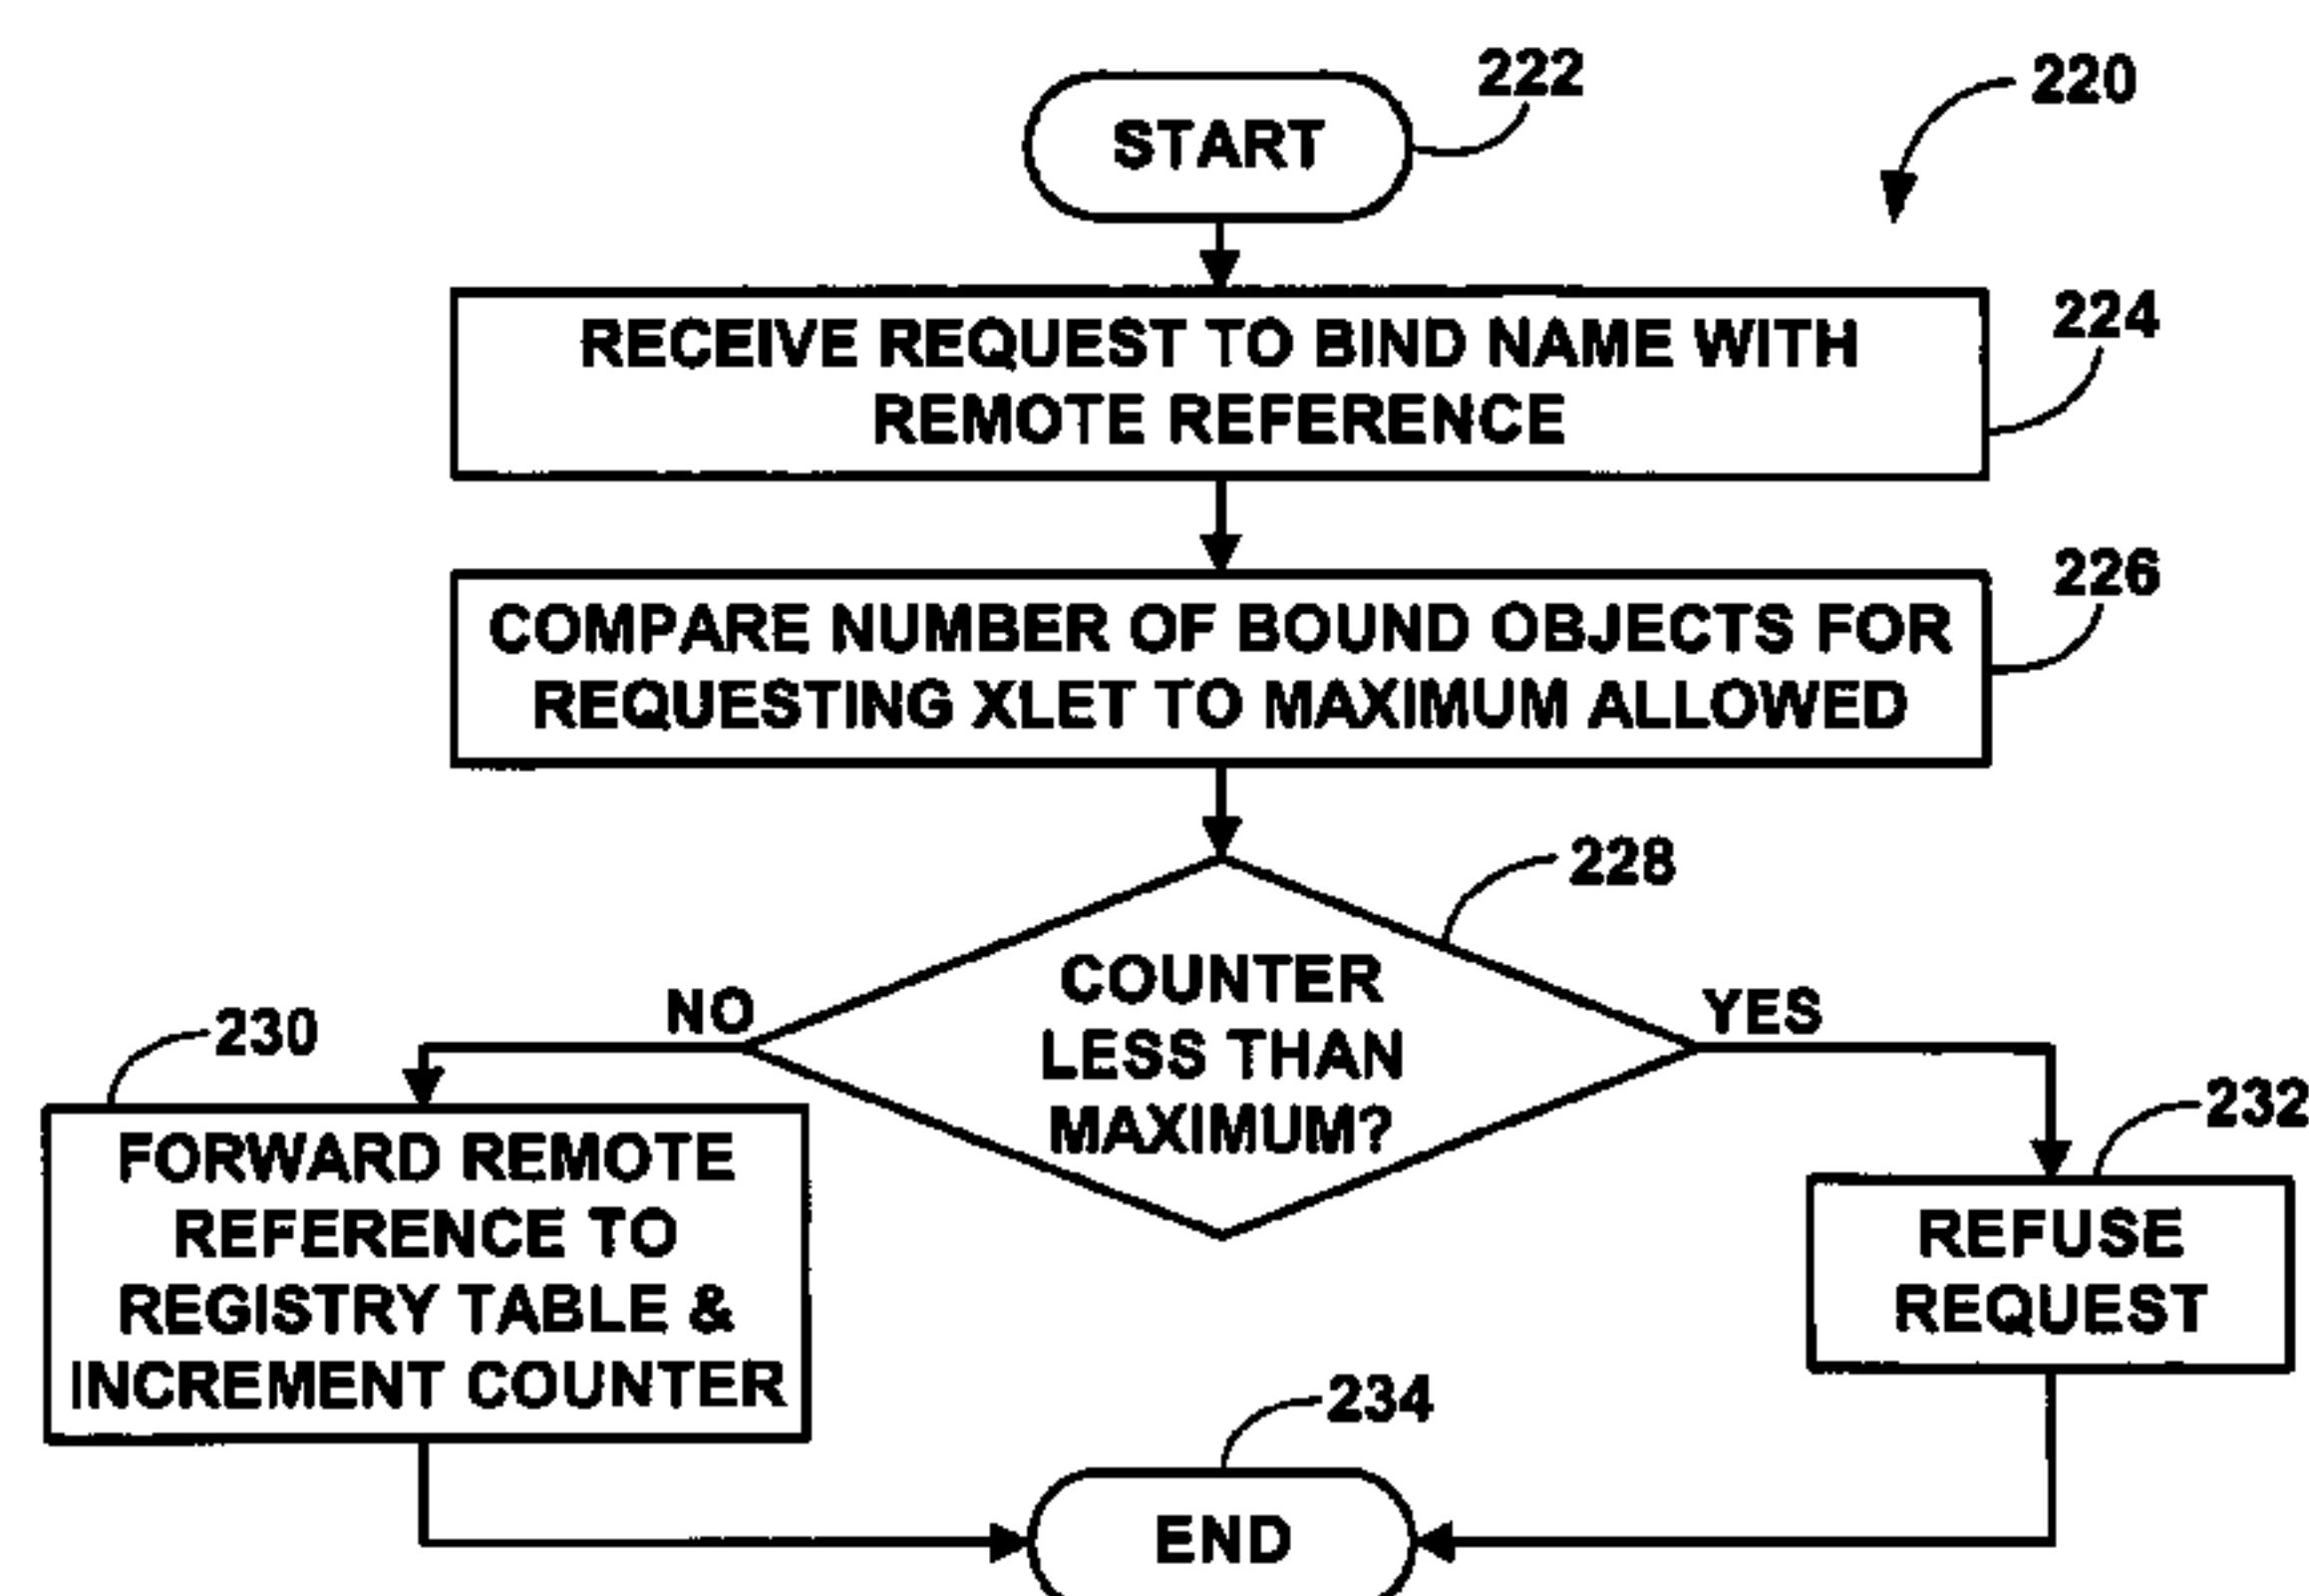 222
220
START
224
RECEIVE REQUEST TO BIND NAME WITH
REMOTE REFERENCE
226
COMPARE NUMBER OF BOUND OBJECTS FOR
REQUESTING XLET TO MAXIMUM ALLOWED
228
COUNTER
LESS THAN
MAXIMUM?
NO
YES
230
232
FORWARD REMOTE
REFERENCE TO
REGISTRY TABLE &
INCREMENT COUNTER
REFUSE
REQUEST
234
END